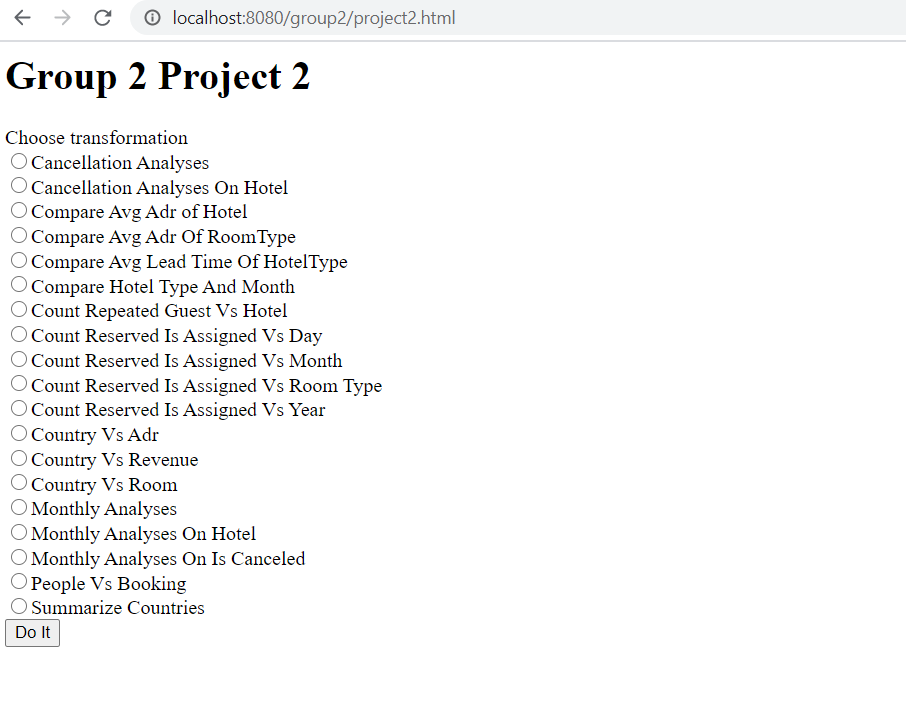 localhost:8080/group2/project2.html
Group 2 Project 2
Choose transformation
Cancellation Analyses
Cancellation Analyses On Hotel
Compare Avg Adr of Hotel
Compare Avg Adr Of RoomType
Compare Avg Lead Time Of HotelType
Compare Hotel Type And Month
Count Repeated Guest Vs Hotel
Count Reserved Is Assigned Vs Day
Count Reserved Is Assigned Vs Month
Count Reserved Is Assigned Vs Room Type
Count Reserved Is Assigned Vs Year
Country Vs Adr
Country Vs Revenue
Country Vs Room
Monthly Analyses
Monthly Analyses On Hotel
Monthly Analyses On Is Canceled
People Vs Booking
Summarize Countries
Do It